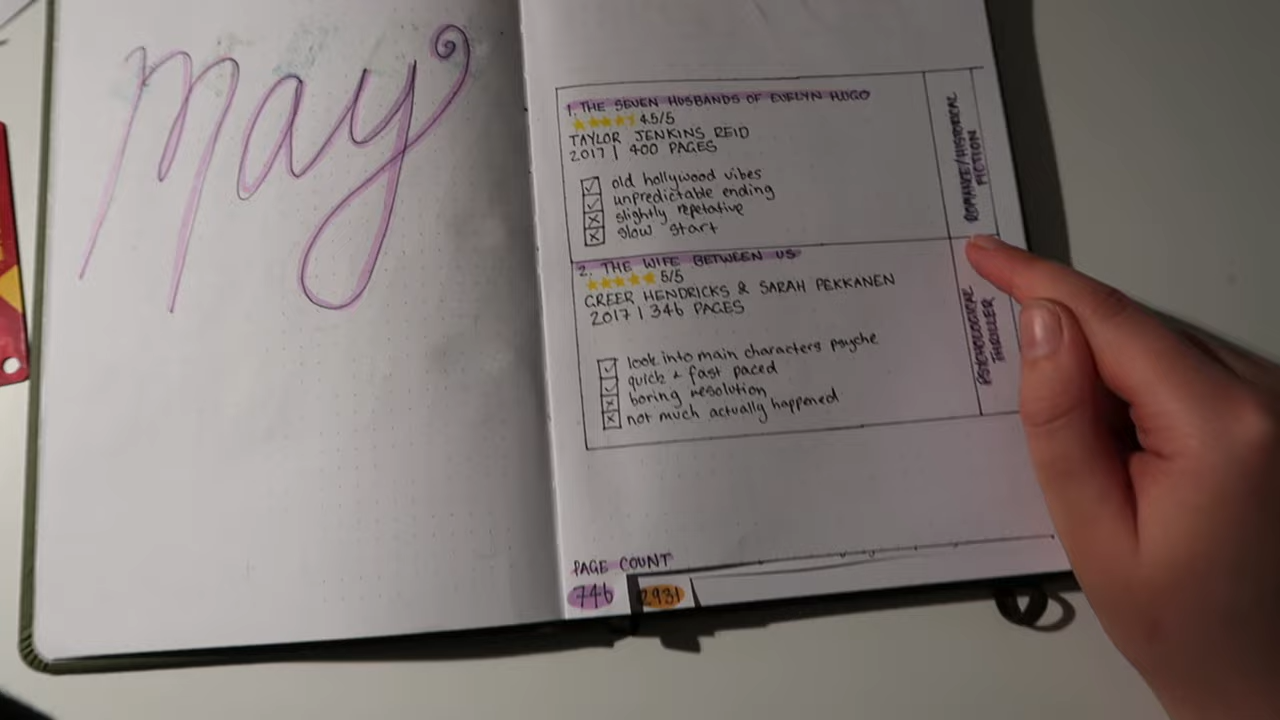 may
1. THE SEVEN HUSBANDS OF EVELYN HUGO
4.5/5
TAYLOR JENKINS REID
2017 | 400 PAGES
old hollywood vibes
unpredictable ending
slightly repetative
slow start
ROMANCE/HISTORICAL
FICTION
2. THE WIFE BETWEEN US
5/5
GREER HENDRICKS & SARAH PEKKANEN
2017 | 346 PAGES
look into main characters psyche
quick + fast paced
boring resolution
not much actually happened
PSYCHOLOGICAL
THRILLER
PAGE COUNT
746
2931